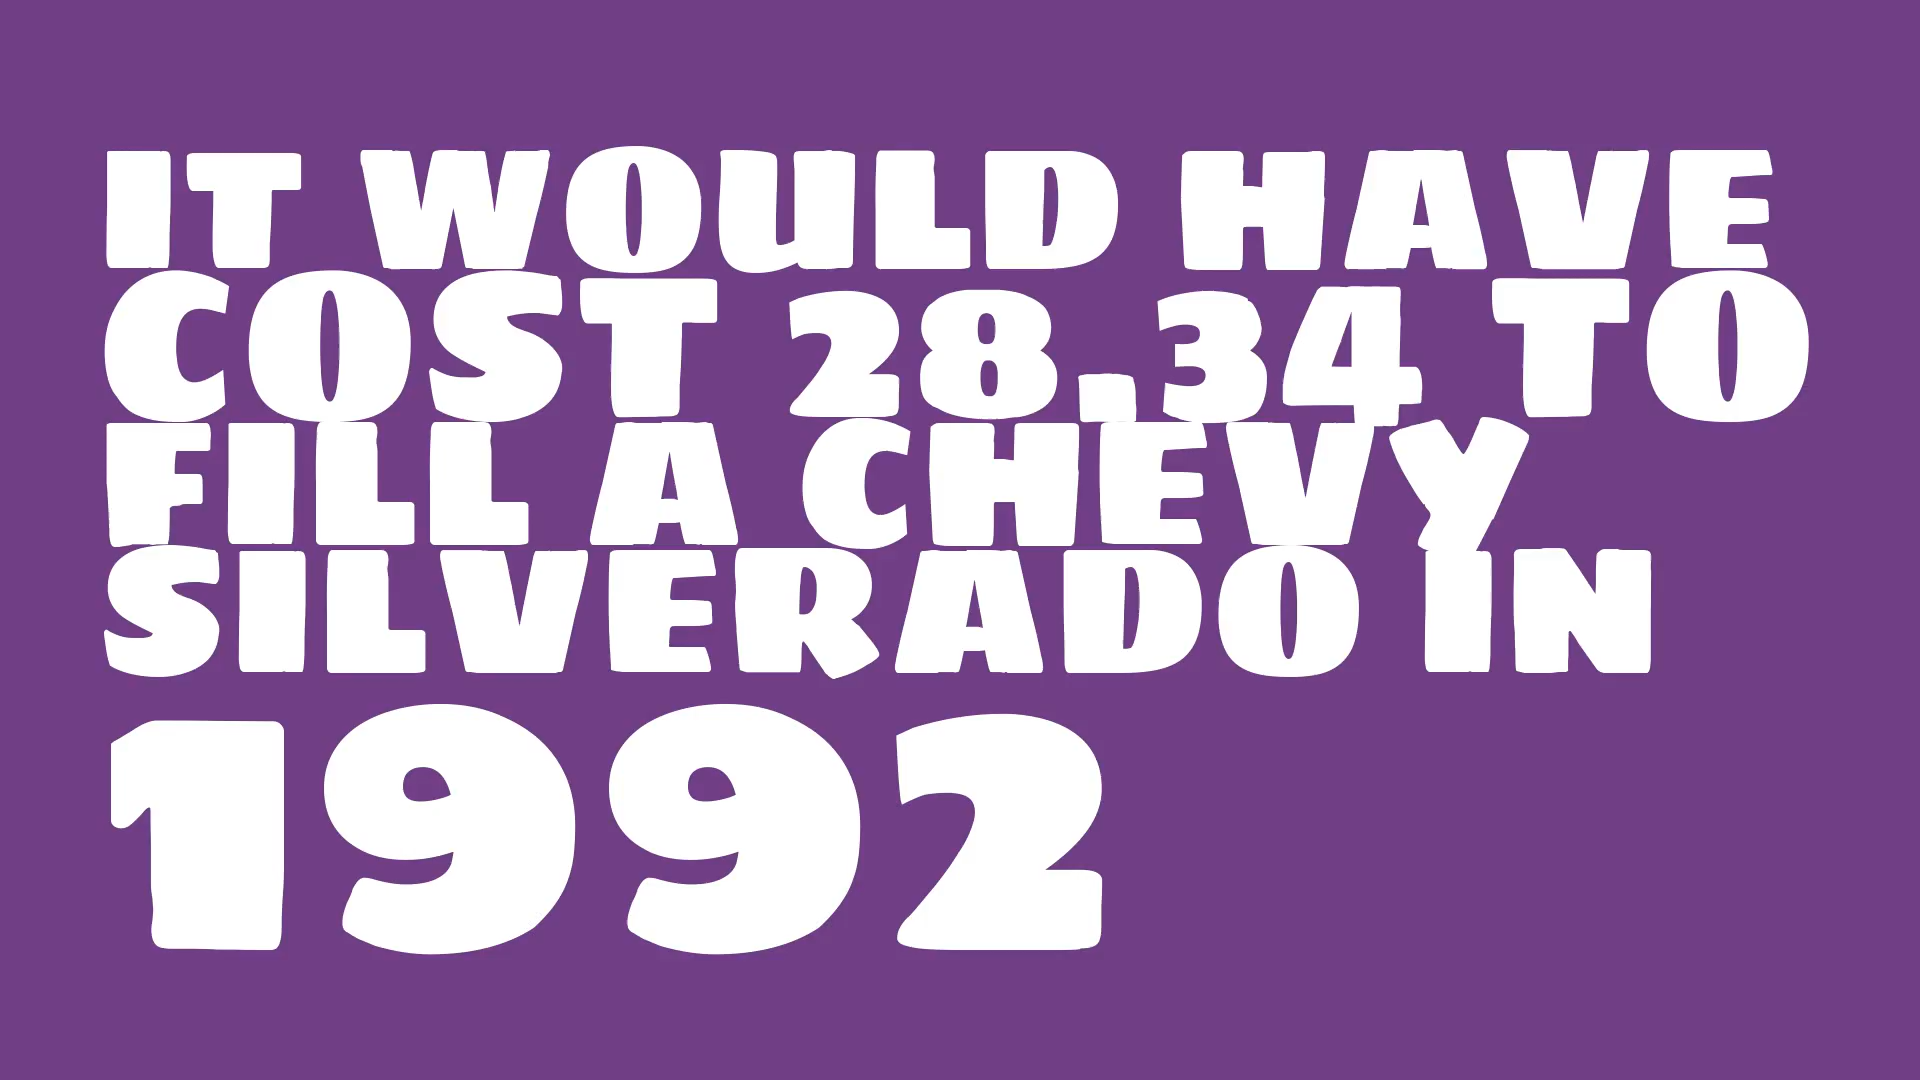 IT WOULD HAVE
COST 28.34 TO
FILL A CHEVY
SILVERADO IN
1992